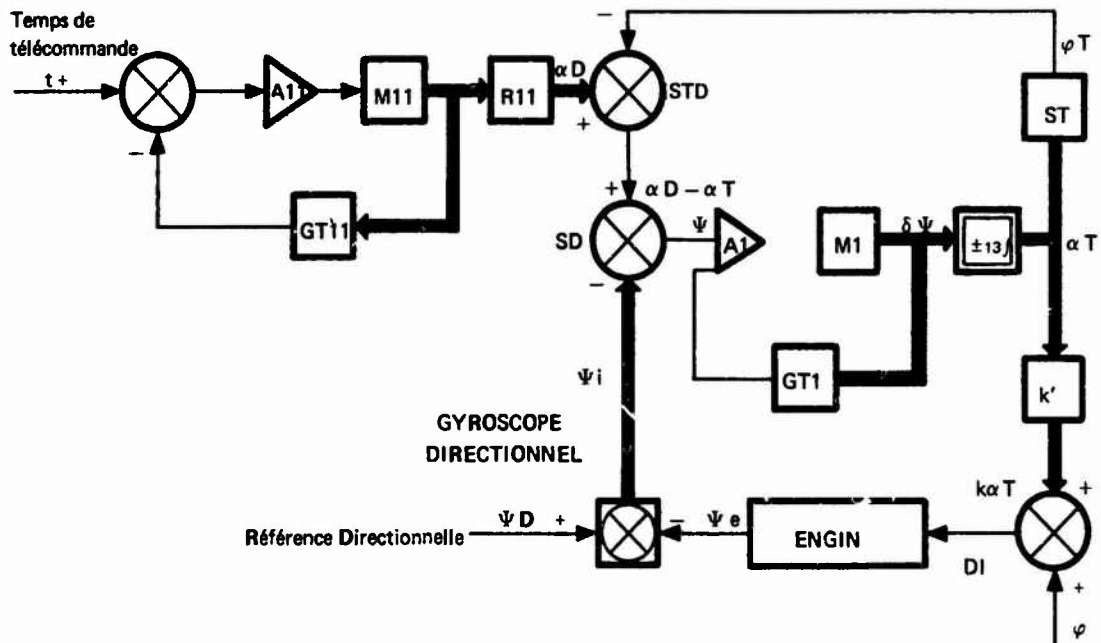 Temps de
télécommande
t +
-
A11
M11
R11
αD
+
-
STD
φT
ST
GT11
+ αD – αT
SD
-
Ψ
A1
M1
δΨ
±13∫
αT
GT1
k'
Ψi
GYROSCOPE
DIRECTIONNEL
kαT +
Référence Directionnelle
ΨD +
- Ψe
ENGIN
DI
+
φ